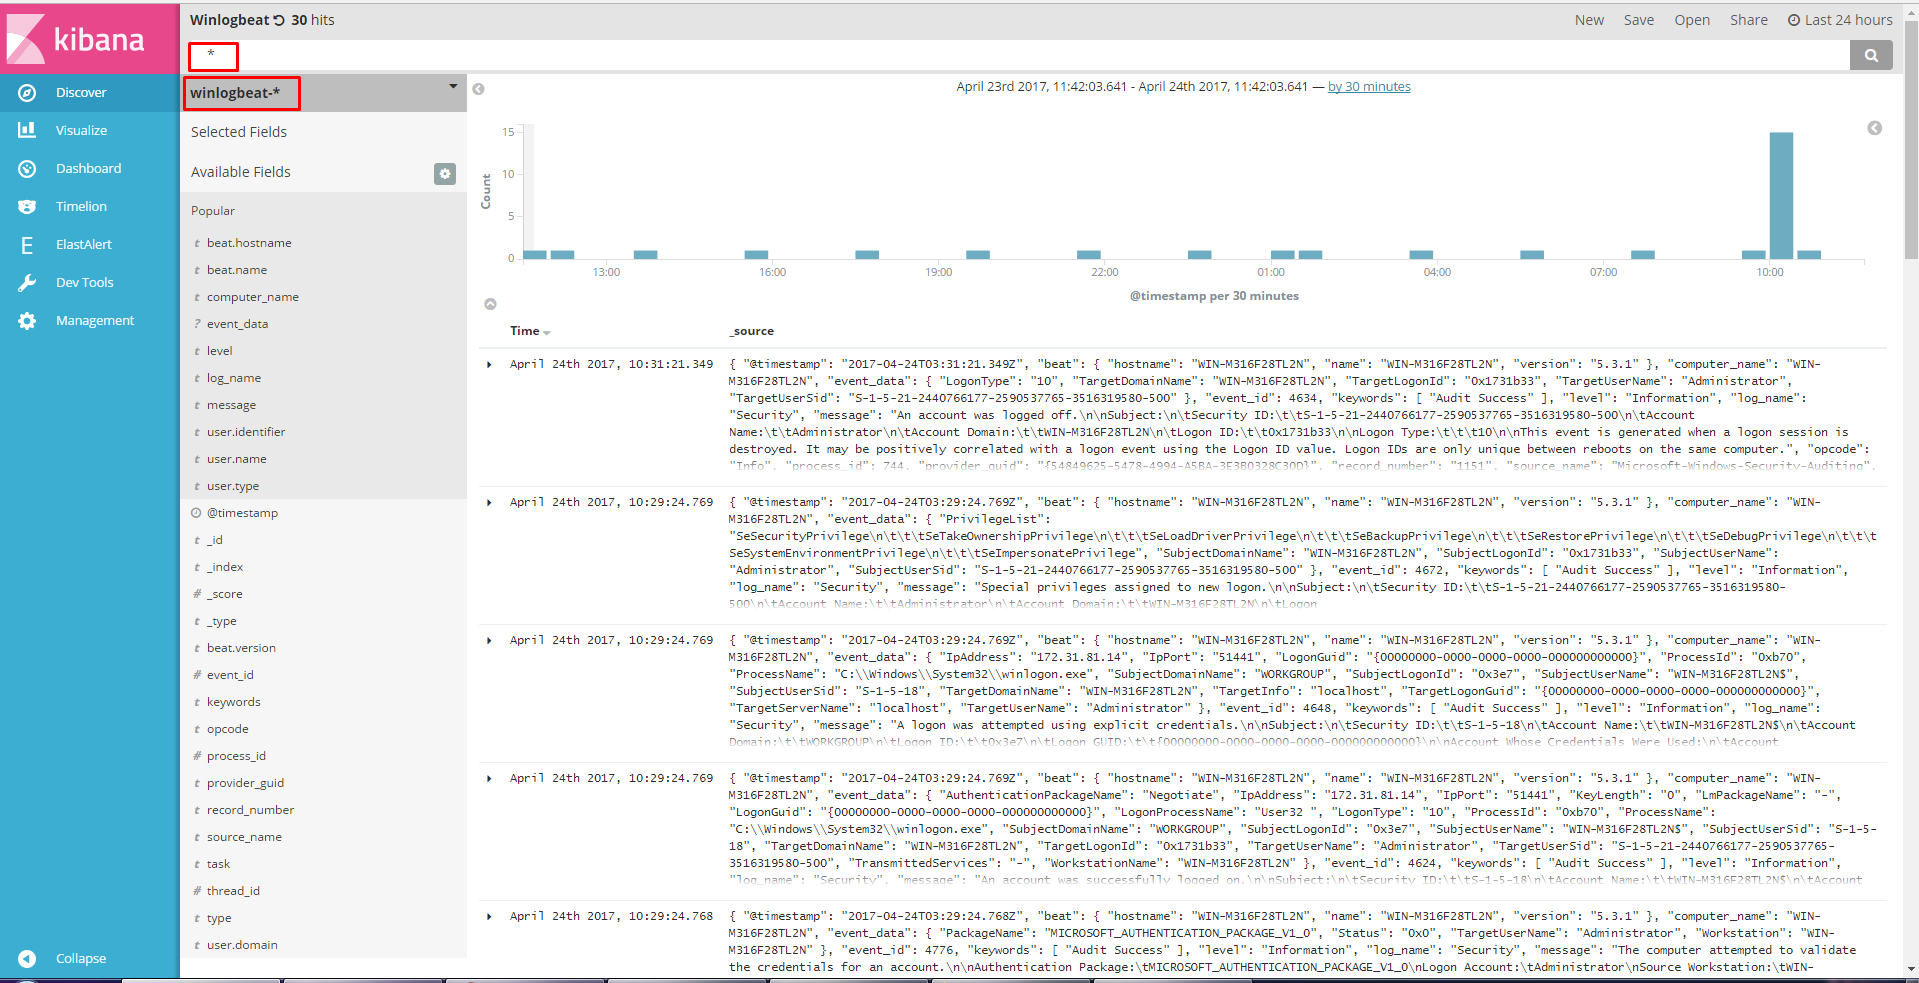 Winlogbeat 30 hits
New Save Open Share Last 24 hours
kibana
*
Discover
Visualize
Dashboard
Timelion
E ElastAlert
Dev Tools
Management
Collapse
winlogbeat-*
Selected Fields
Available Fields
Popular
t beat.hostname
t beat.name
t computer_name
? event_data
t level
t log_name
t message
t user.identifier
t user.name
t user.type
@timestamp
t _id
t _index
# _score
t _type
t beat.version
# event_id
t keywords
t opcode
# process_id
t provider_guid
t record_number
t source_name
t task
# thread_id
t type
t user.domain
April 23rd 2017, 11:42:03.641 - April 24th 2017, 11:42:03.641 — by 30 minutes
Count
15
10
5
0
13:00 16:00 19:00 22:00 01:00 04:00 07:00 10:00
@timestamp per 30 minutes
Time _source
April 24th 2017, 10:31:21.349 { "@timestamp": "2017-04-24T03:31:21.349Z", "beat": { "hostname": "WIN-M316F28TL2N", "name": "WIN-M316F28TL2N", "version": "5.3.1" }, "computer_name": "WIN-
M316F28TL2N", "event_data": { "LogonType": "10", "TargetDomainName": "WIN-M316F28TL2N", "TargetLogonId": "0x1731b33", "TargetUserName": "Administrator",
"TargetUserSid": "S-1-5-21-2440766177-2590537765-3516319580-500" }, "event_id": 4634, "keywords": [ "Audit Success" ], "level": "Information", "log_name":
"Security", "message": "An account was logged off.\n\nSubject:\n\tSecurity ID:\t\tS-1-5-21-2440766177-2590537765-3516319580-500\n\tAccount
Name:\t\tAdministrator\n\tAccount Domain:\t\tWIN-M316F28TL2N\n\tLogon ID:\t\t0x1731b33\n\nLogon Type:\t\t\t10\n\nThis event is generated when a logon session is
destroyed. It may be positively correlated with a logon event using the Logon ID value. Logon IDs are only unique between reboots on the same computer.", "opcode":
"Info", "process_id": 744, "provider_guid": "{54849625-5478-4994-A5BA-3E3B0328C30D}", "record_number": "1151", "source_name": "Microsoft-Windows-Security-Auditing",
April 24th 2017, 10:29:24.769 { "@timestamp": "2017-04-24T03:29:24.769Z", "beat": { "hostname": "WIN-M316F28TL2N", "name": "WIN-M316F28TL2N", "version": "5.3.1" }, "computer_name": "WIN-
M316F28TL2N", "event_data": { "PrivilegeList":
"SeSecurityPrivilege\n\t\t\tSeTakeOwnershipPrivilege\n\t\t\tSeLoadDriverPrivilege\n\t\t\tSeBackupPrivilege\n\t\t\tSeRestorePrivilege\n\t\t\tSeDebugPrivilege\n\t\t\t
SeSystemEnvironmentPrivilege\n\t\t\tSeImpersonatePrivilege", "SubjectDomainName": "WIN-M316F28TL2N", "SubjectLogonId": "0x1731b33", "SubjectUserName":
"Administrator", "SubjectUserSid": "S-1-5-21-2440766177-2590537765-3516319580-500" }, "event_id": 4672, "keywords": [ "Audit Success" ], "level": "Information",
"log_name": "Security", "message": "Special privileges assigned to new logon.\n\nSubject:\n\tSecurity ID:\t\tS-1-5-21-2440766177-2590537765-3516319580-
500\n\tAccount Name:\t\tAdministrator\n\tAccount Domain:\t\tWIN-M316F28TL2N\n\tLogon
April 24th 2017, 10:29:24.769 { "@timestamp": "2017-04-24T03:29:24.769Z", "beat": { "hostname": "WIN-M316F28TL2N", "name": "WIN-M316F28TL2N", "version": "5.3.1" }, "computer_name": "WIN-
M316F28TL2N", "event_data": { "IpAddress": "172.31.81.14", "IpPort": "51441", "LogonGuid": "{00000000-0000-0000-0000-000000000000}", "ProcessId": "0xb70",
"ProcessName": "C:\\Windows\\System32\\winlogon.exe", "SubjectDomainName": "WORKGROUP", "SubjectLogonId": "0x3e7", "SubjectUserName": "WIN-M316F28TL2N$",
"SubjectUserSid": "S-1-5-18", "TargetDomainName": "WIN-M316F28TL2N", "TargetInfo": "localhost", "TargetLogonGuid": "{00000000-0000-0000-0000-000000000000}",
"TargetServerName": "localhost", "TargetUserName": "Administrator" }, "event_id": 4648, "keywords": [ "Audit Success" ], "level": "Information", "log_name":
"Security", "message": "A logon was attempted using explicit credentials.\n\nSubject:\n\tSecurity ID:\t\tS-1-5-18\n\tAccount Name:\t\tWIN-M316F28TL2N$\n\tAccount
Domain:\t\tWORKGROUP\n\tLogon ID:\t\t0x3e7\n\tLogon GUID:\t\t{00000000-0000-0000-0000-000000000000}\n\nAccount Whose Credentials Were Used:\n\tAccount
April 24th 2017, 10:29:24.769 { "@timestamp": "2017-04-24T03:29:24.769Z", "beat": { "hostname": "WIN-M316F28TL2N", "name": "WIN-M316F28TL2N", "version": "5.3.1" }, "computer_name": "WIN-
M316F28TL2N", "event_data": { "AuthenticationPackageName": "Negotiate", "IpAddress": "172.31.81.14", "IpPort": "51441", "KeyLength": "0", "LmPackageName": "-",
"LogonGuid": "{00000000-0000-0000-0000-000000000000}", "LogonProcessName": "User32 ", "LogonType": "10", "ProcessId": "0xb70", "ProcessName":
"C:\\Windows\\System32\\winlogon.exe", "SubjectDomainName": "WORKGROUP", "SubjectLogonId": "0x3e7", "SubjectUserName": "WIN-M316F28TL2N$", "SubjectUserSid": "S-1-5-
18", "TargetDomainName": "WIN-M316F28TL2N", "TargetLogonId": "0x1731b33", "TargetUserName": "Administrator", "TargetUserSid": "S-1-5-21-2440766177-2590537765-
3516319580-500", "TransmittedServices": "-", "WorkstationName": "WIN-M316F28TL2N" }, "event_id": 4624, "keywords": [ "Audit Success" ], "level": "Information",
"log_name": "Security", "message": "An account was successfully logged on.\n\nSubject:\n\tSecurity ID:\t\tS-1-5-18\n\tAccount Name:\t\tWIN-M316F28TL2N$\n\tAccount
April 24th 2017, 10:29:24.768 { "@timestamp": "2017-04-24T03:29:24.768Z", "beat": { "hostname": "WIN-M316F28TL2N", "name": "WIN-M316F28TL2N", "version": "5.3.1" }, "computer_name": "WIN-
M316F28TL2N", "event_data": { "PackageName": "MICROSOFT_AUTHENTICATION_PACKAGE_V1_0", "Status": "0x0", "TargetUserName": "Administrator", "Workstation": "WIN-
M316F28TL2N" }, "event_id": 4776, "keywords": [ "Audit Success" ], "level": "Information", "log_name": "Security", "message": "The computer attempted to validate
the credentials for an account.\n\nAuthentication Package:\tMICROSOFT_AUTHENTICATION_PACKAGE_V1_0\nLogon Account:\tAdministrator\nSource Workstation:\tWIN-